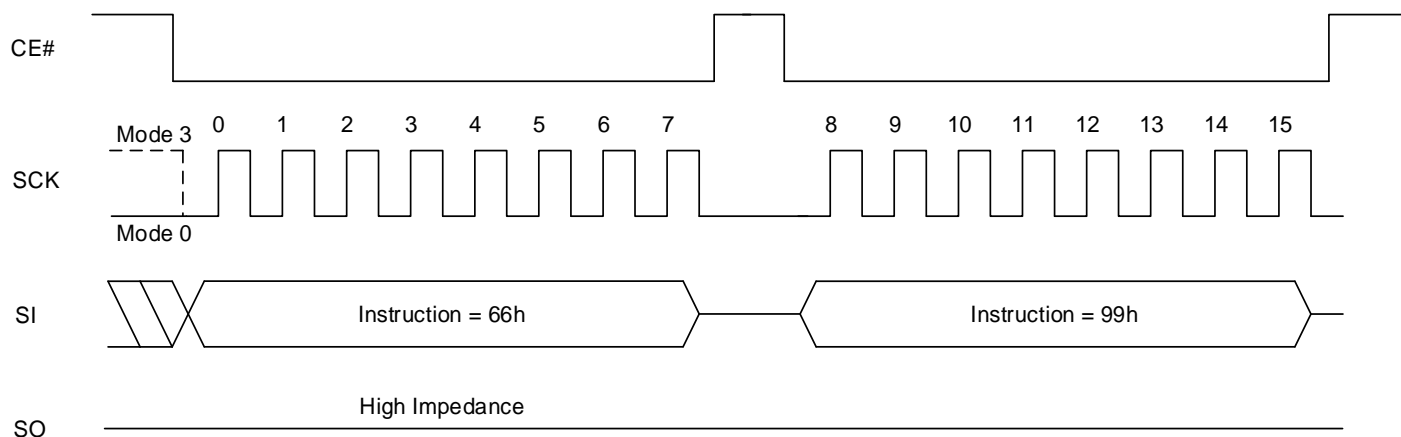 CE#
Mode 3
0 1 2 3 4 5 6 7 8 9 10 11 12 13 14 15
SCK
Mode 0
SI
Instruction = 66h
Instruction = 99h
High Impedance
SO